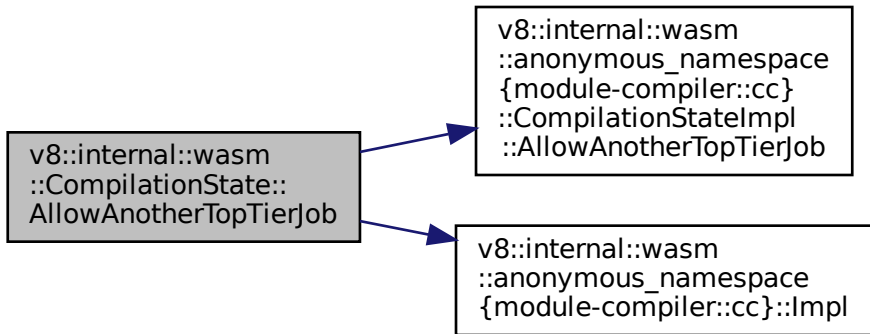 v8::internal::wasm
::CompilationState::
AllowAnotherTopTierJob
v8::internal::wasm
::anonymous_namespace
{module-compiler::cc}
::CompilationStateImpl
::AllowAnotherTopTierJob
v8::internal::wasm
::anonymous_namespace
{module-compiler::cc}::Impl